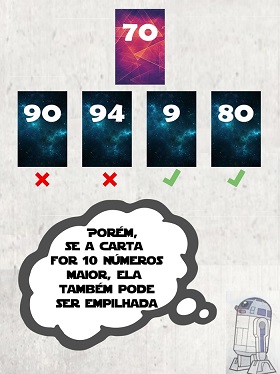 70
90 94 9 80
Porém,
se a carta
for 10 números
maior, ela
também pode
ser empilhada